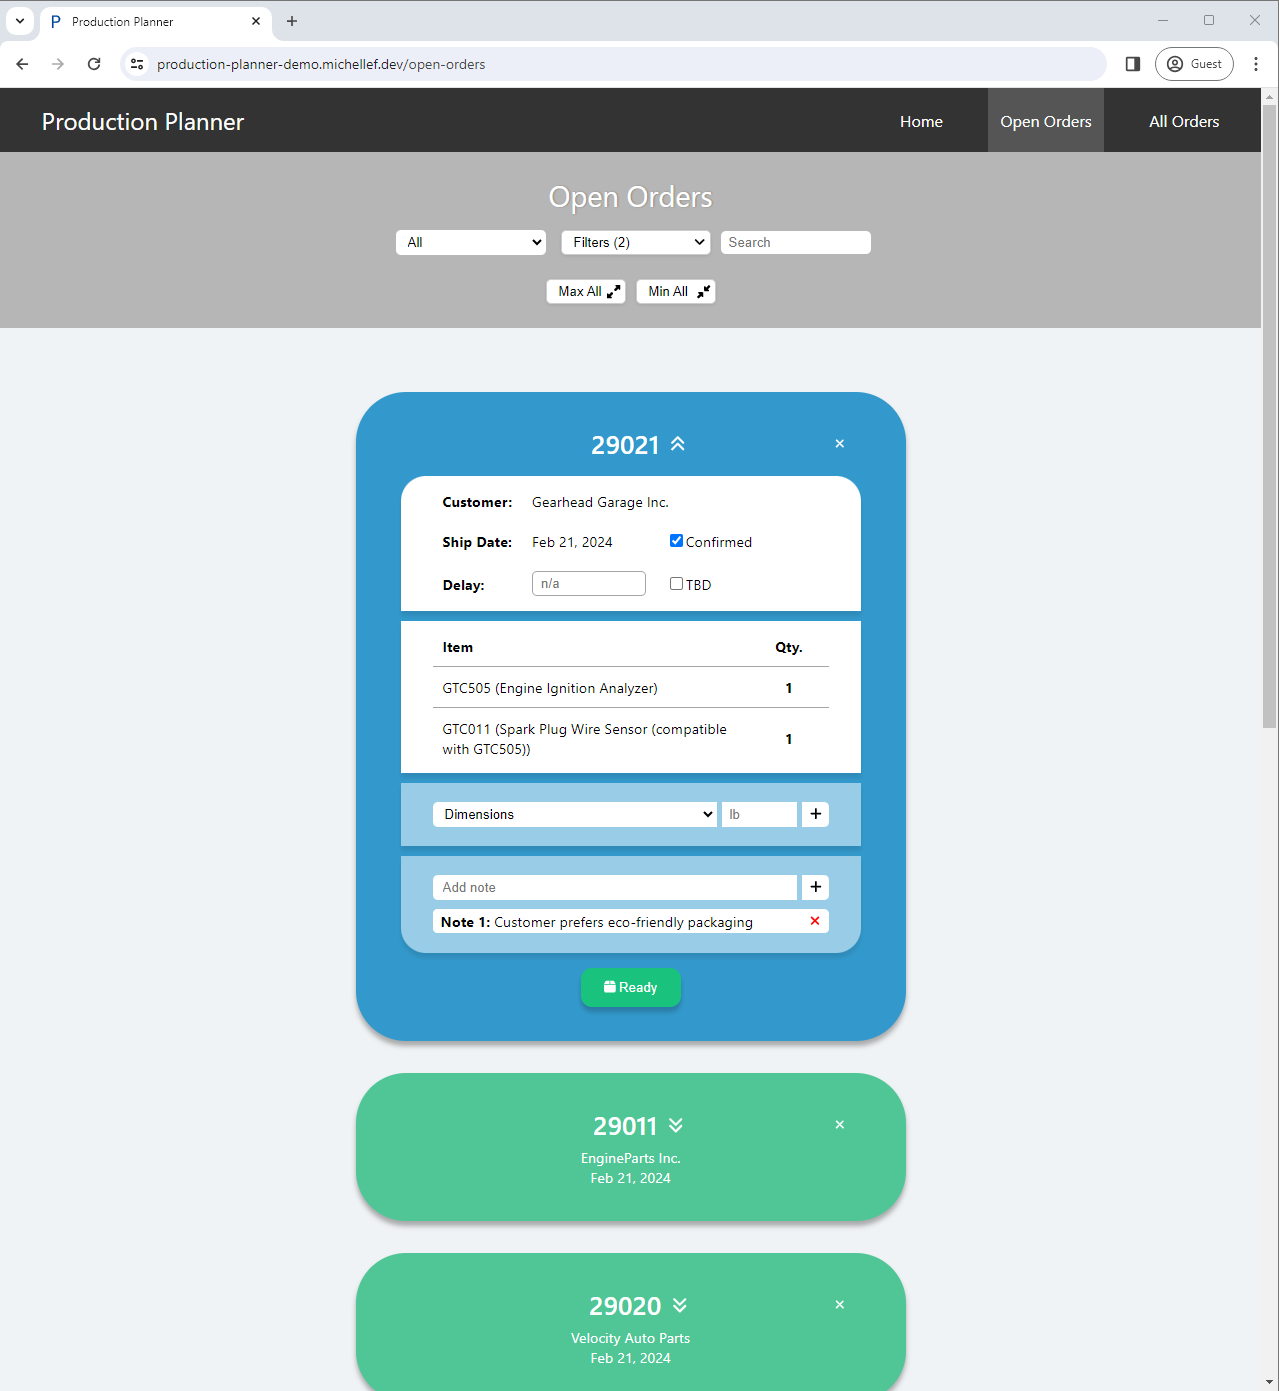 Production Planner
production-planner-demo.michellef.dev/open-orders
Guest
Production Planner
Home
Open Orders
All Orders
Open Orders
All
Filters (2)
Search
Max All
Min All
29021
Customer: Gearhead Garage Inc.
Ship Date: Feb 21, 2024 Confirmed
Delay: n/a TBD
Item Qty.
GTC505 (Engine Ignition Analyzer) 1
GTC011 (Spark Plug Wire Sensor (compatible
with GTC505)) 1
Dimensions lb
Add note
Note 1: Customer prefers eco-friendly packaging
Ready
29011
EngineParts Inc.
Feb 21, 2024
29020
Velocity Auto Parts
Feb 21, 2024